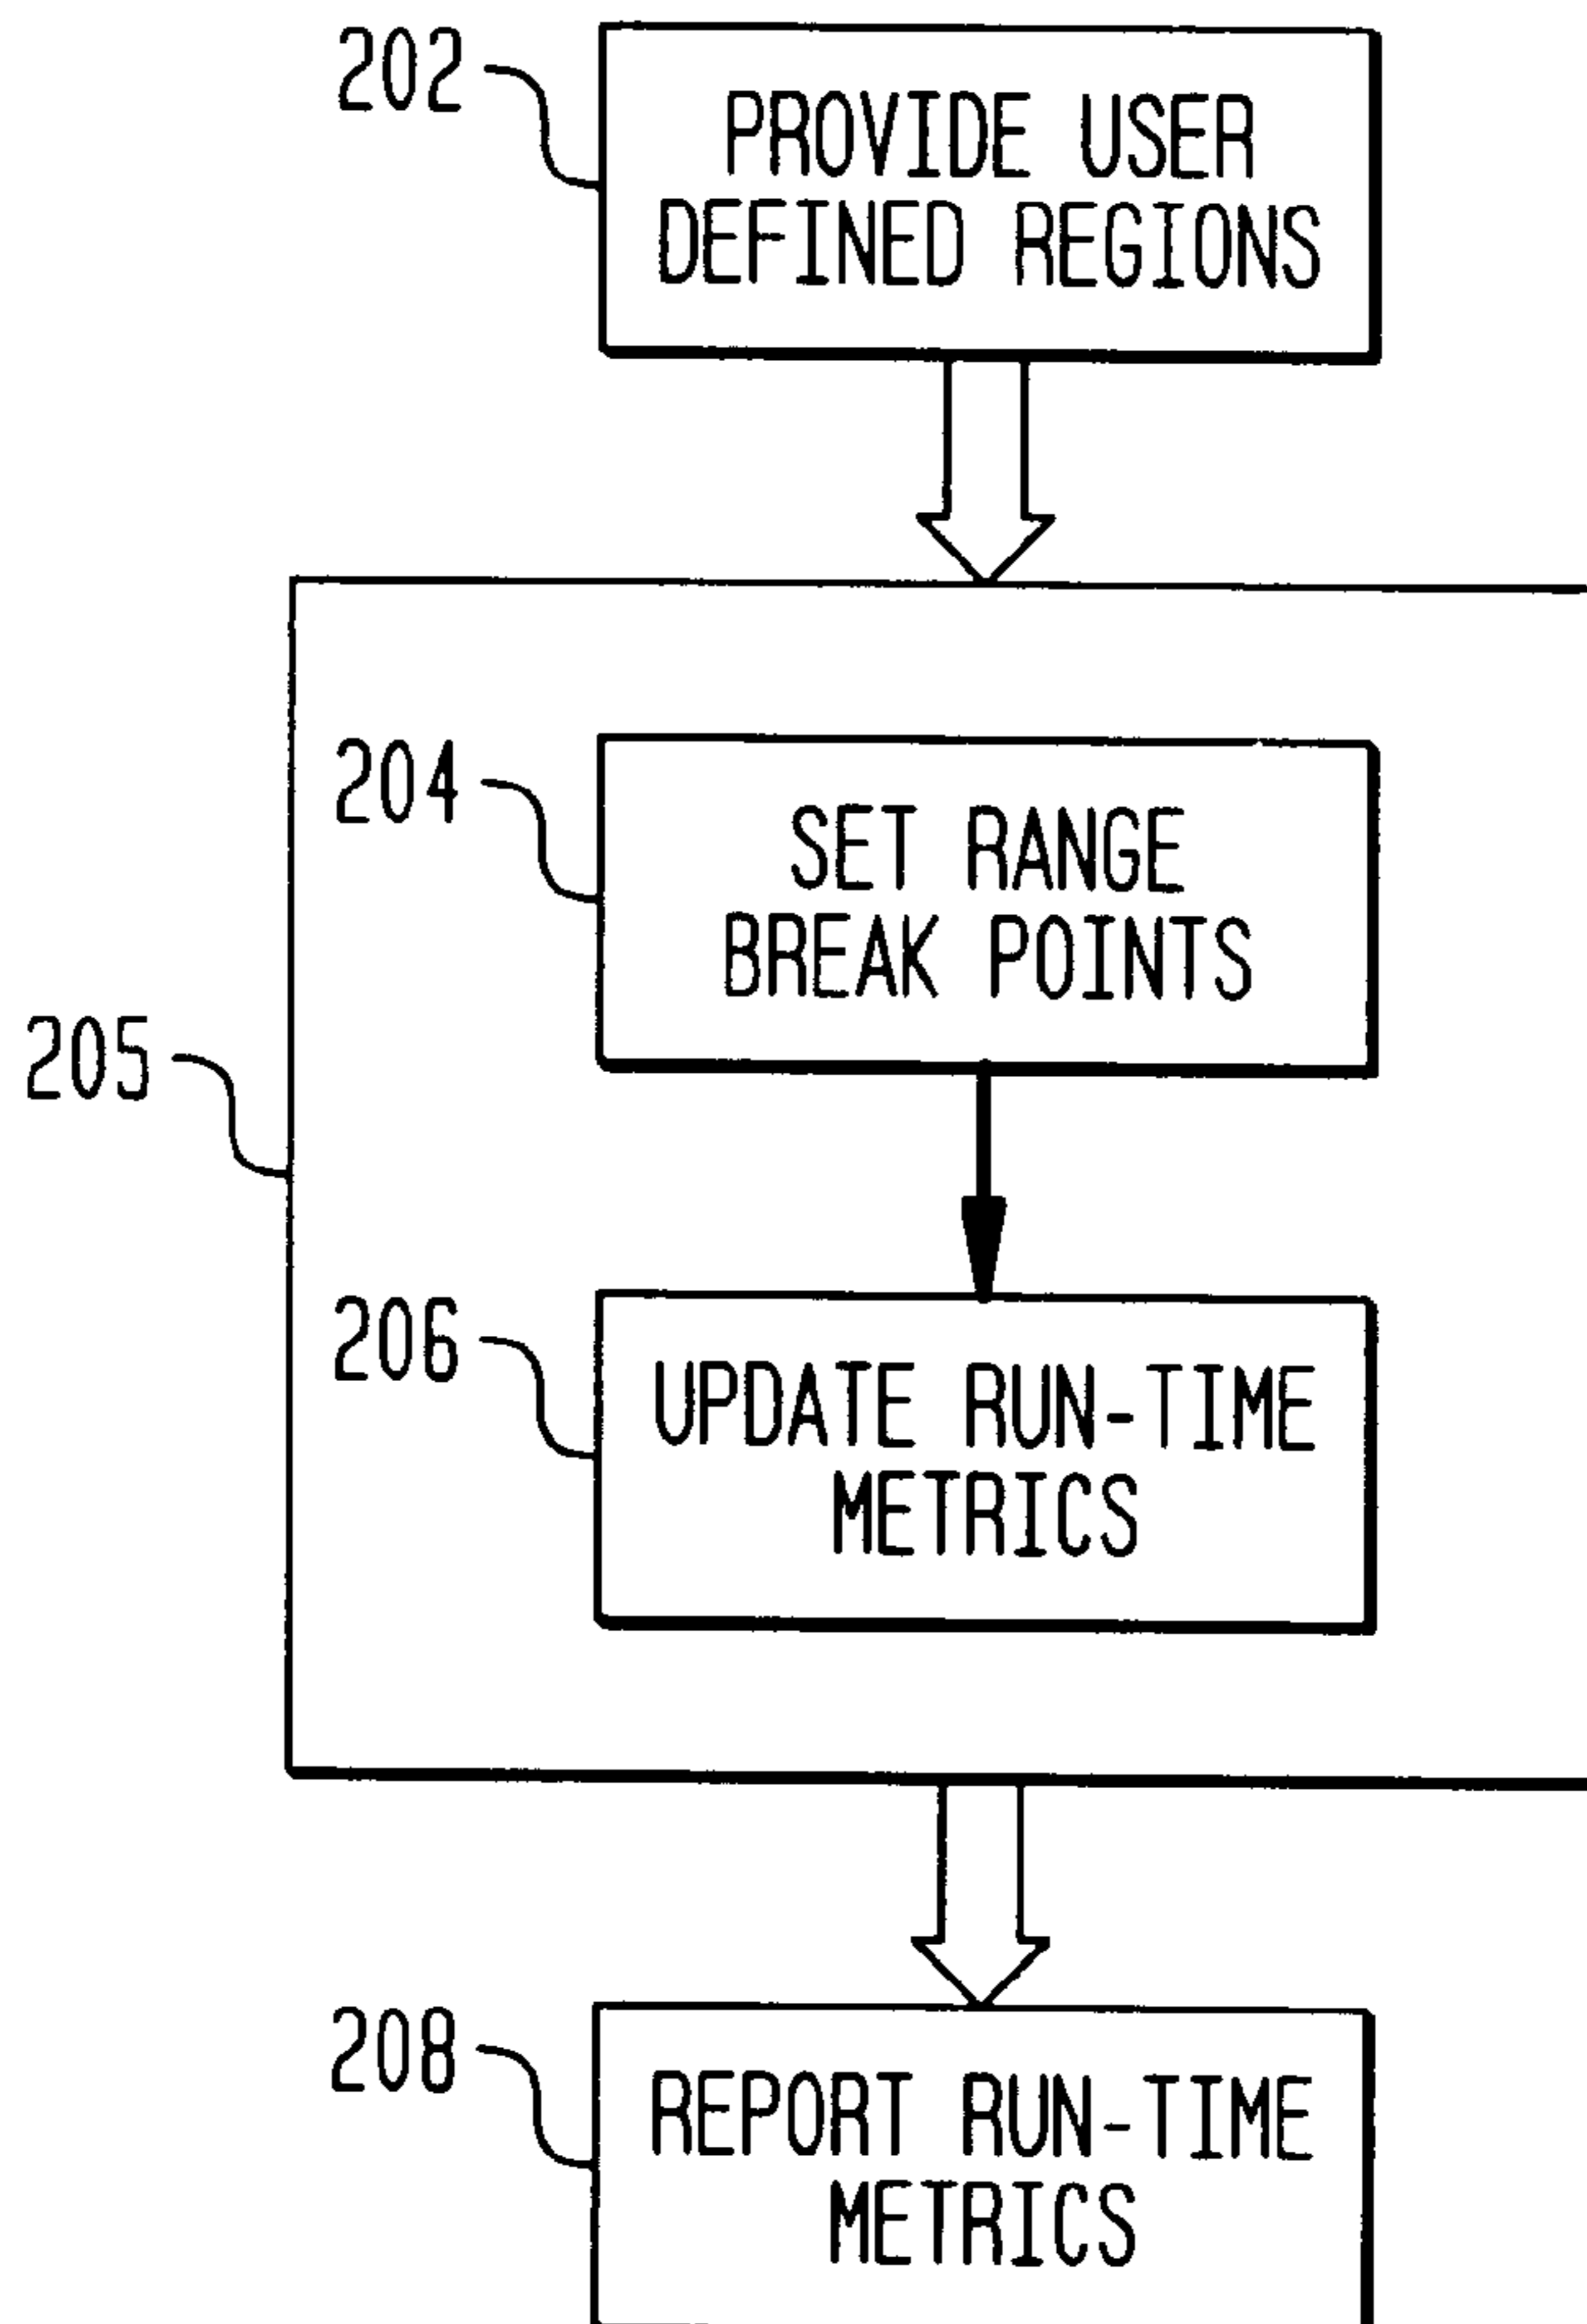 202
PROVIDE USER
DEFINED REGIONS
204
SET RANGE
BREAK POINTS
205
206
UPDATE RUN-TIME
METRICS
208
REPORT RUN-TIME
METRICS